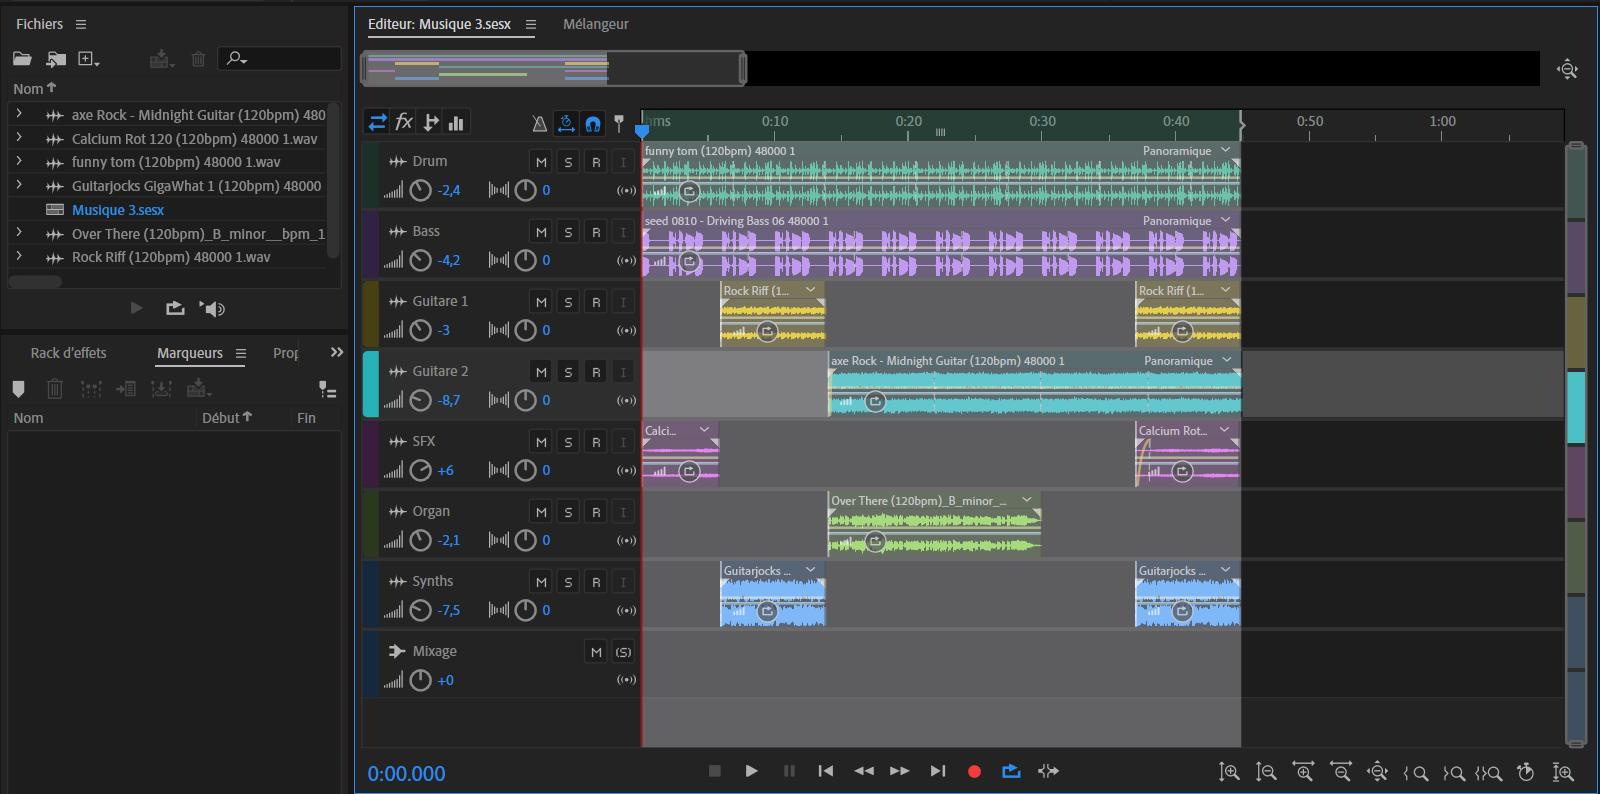 Fichiers
Nom
axe Rock - Midnight Guitar (120bpm) 480
Calcium Rot 120 (120bpm) 48000 1.wav
funny tom (120bpm) 48000 1.wav
Guitarjocks GigaWhat 1 (120bpm) 48000
Musique 3.sesx
Over There (120bpm)_B_minor__bpm_1
Rock Riff (120bpm) 48000 1.wav
Rack d'effets
Marqueurs
Prop
Nom Début Fin
Editeur: Musique 3.sesx
Mélangeur
fx
hms 0:10 0:20 0:30 0:40 0:50 1:00
Drum M S R I
-2,4 0
funny tom (120bpm) 48000 1 Panoramique
Bass M S R I
-4,2 0
seed 0810 - Driving Bass 06 48000 1 Panoramique
Guitare 1 M S R I
-3 0
Rock Riff (1...
Rock Riff (1...
Guitare 2 M S R I
-8,7 0
axe Rock - Midnight Guitar (120bpm) 48000 1 Panoramique
SFX M S R I
+6 0
Calci...
Calcium Rot...
Organ M S R I
-2,1 0
Over There (120bpm)_B_minor_...
Synths M S R I
-7,5 0
Guitarjocks ...
Guitarjocks ...
Mixage M (S)
+0
0:00.000